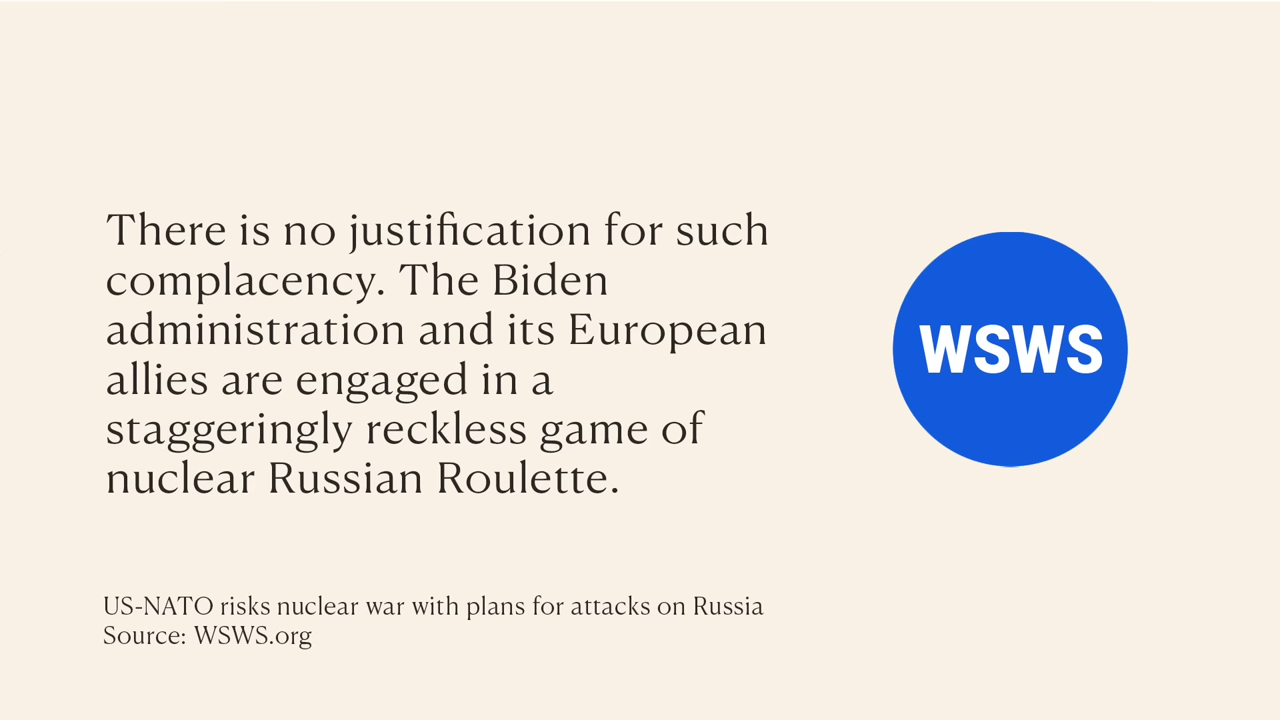 There is no justification for such
complacency. The Biden
administration and its European
allies are engaged in a
staggeringly reckless game of
nuclear Russian Roulette.
WSWS
US-NATO risks nuclear war with plans for attacks on Russia
Source: WSWS.org